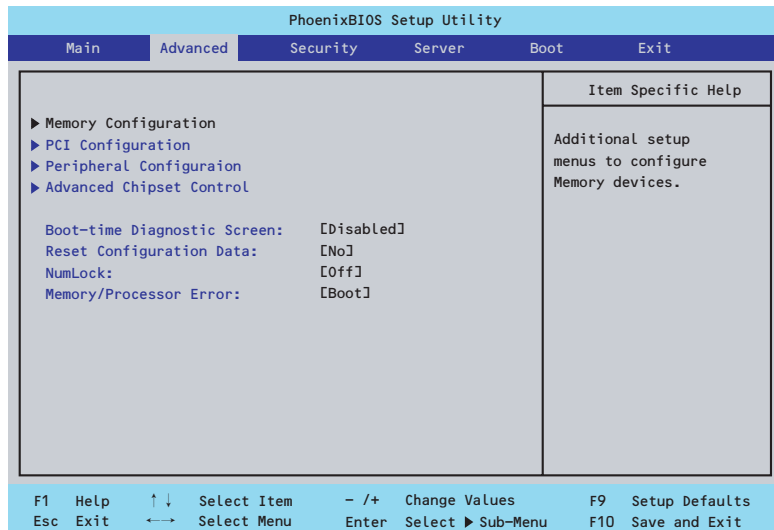 PhoenixBIOS Setup Utility
Main Advanced Security Server Boot Exit
Item Specific Help
▶ Memory Configuration
▶ PCI Configuration
▶ Peripheral Configuraion
▶ Advanced Chipset Control
Additional setup
menus to configure
Memory devices.
Boot-time Diagnostic Screen: [Disabled]
Reset Configuration Data: [No]
NumLock: [Off]
Memory/Processor Error: [Boot]
F1 Help ↑↓ Select Item - /+ Change Values F9 Setup Defaults
Esc Exit ←→ Select Menu Enter Select ▶ Sub-Menu F10 Save and Exit